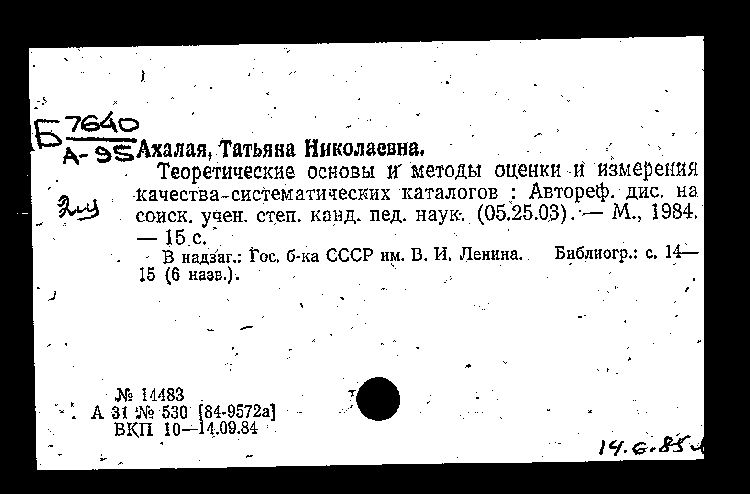 Б 7640
А-95
Ахалая, Татьяна Николаевна.
Теоретические основы и методы оценки и измерения
качества систематических каталогов : Автореф. дис. на
соиск. учен. степ. канд. пед. наук. (05.25.03). — М., 1984.
— 15 с.
В надзаг.: Гос. б-ка СССР им. В. И. Ленина. Библиогр.: с. 14—
15 (6 назв.).
№ 14483
А 31 № 530 [84-9572а]
ВКП 10—14.09.84
14.6.85